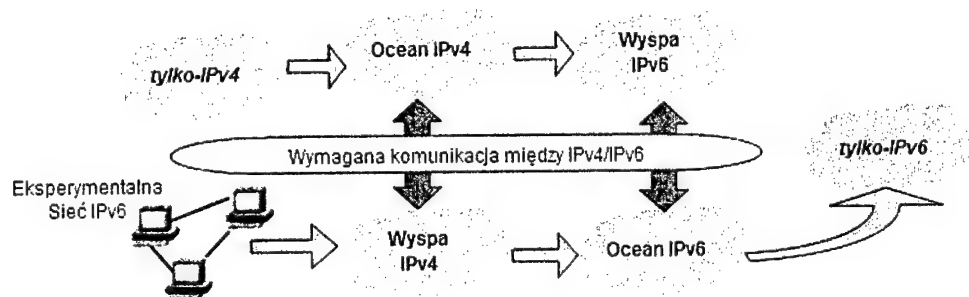 tylko-IPv4
Ocean IPv4
Wyspa
IPv6
Wymagana komunikacja między IPv4/IPv6
tylko-IPv6
Eksperymentalna
Sieć IPv6
Wyspa
IPv4
Ocean IPv6